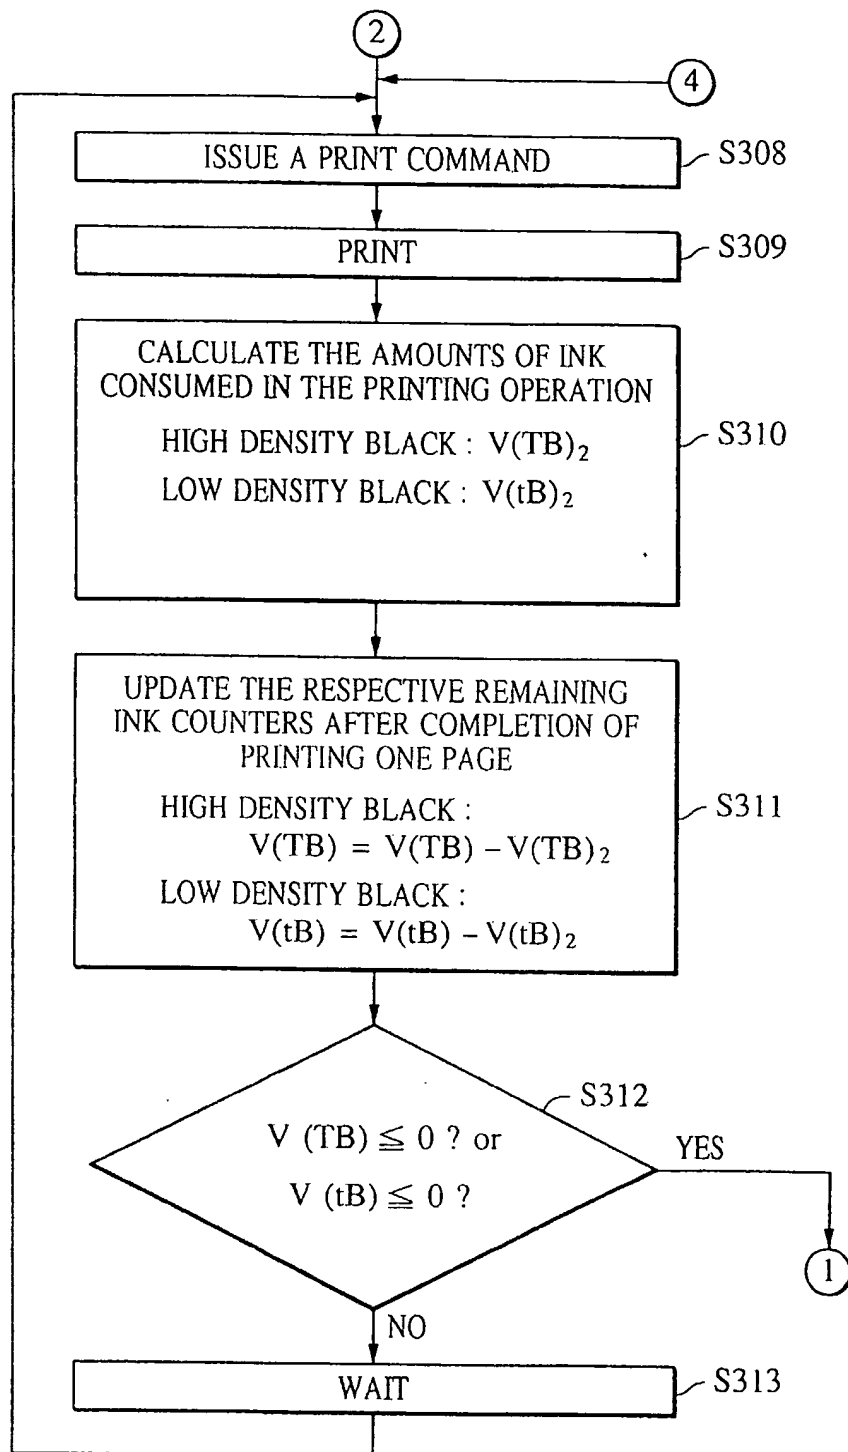 2
4
ISSUE A PRINT COMMAND
S308
PRINT
S309
CALCULATE THE AMOUNTS OF INK
CONSUMED IN THE PRINTING OPERATION
HIGH DENSITY BLACK : V(TB)₂
LOW DENSITY BLACK : V(tB)₂
S310
UPDATE THE RESPECTIVE REMAINING
INK COUNTERS AFTER COMPLETION OF
PRINTING ONE PAGE
HIGH DENSITY BLACK :
V(TB) = V(TB) – V(TB)₂
LOW DENSITY BLACK :
V(tB) = V(tB) – V(tB)₂
S311
S312
V (TB) ≦ 0 ? or
V (tB) ≦ 0 ?
YES
1
NO
WAIT
S313